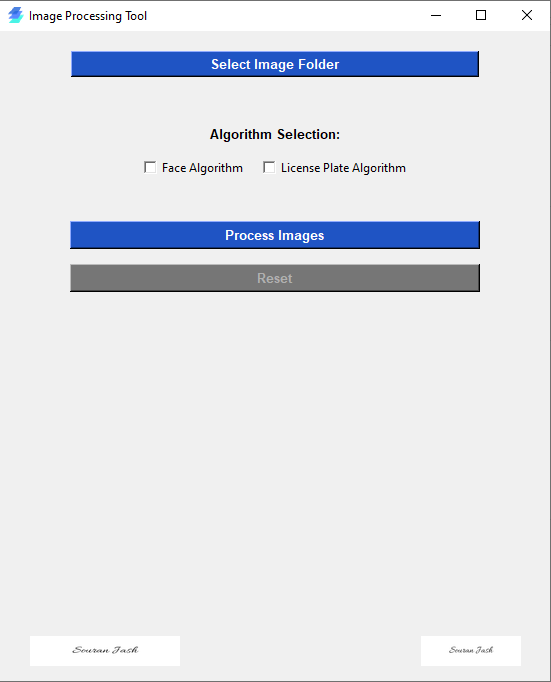 Image Processing Tool
Select Image Folder
Algorithm Selection:
Face Algorithm License Plate Algorithm
Process Images
Reset
Souran Jash Souran Jash